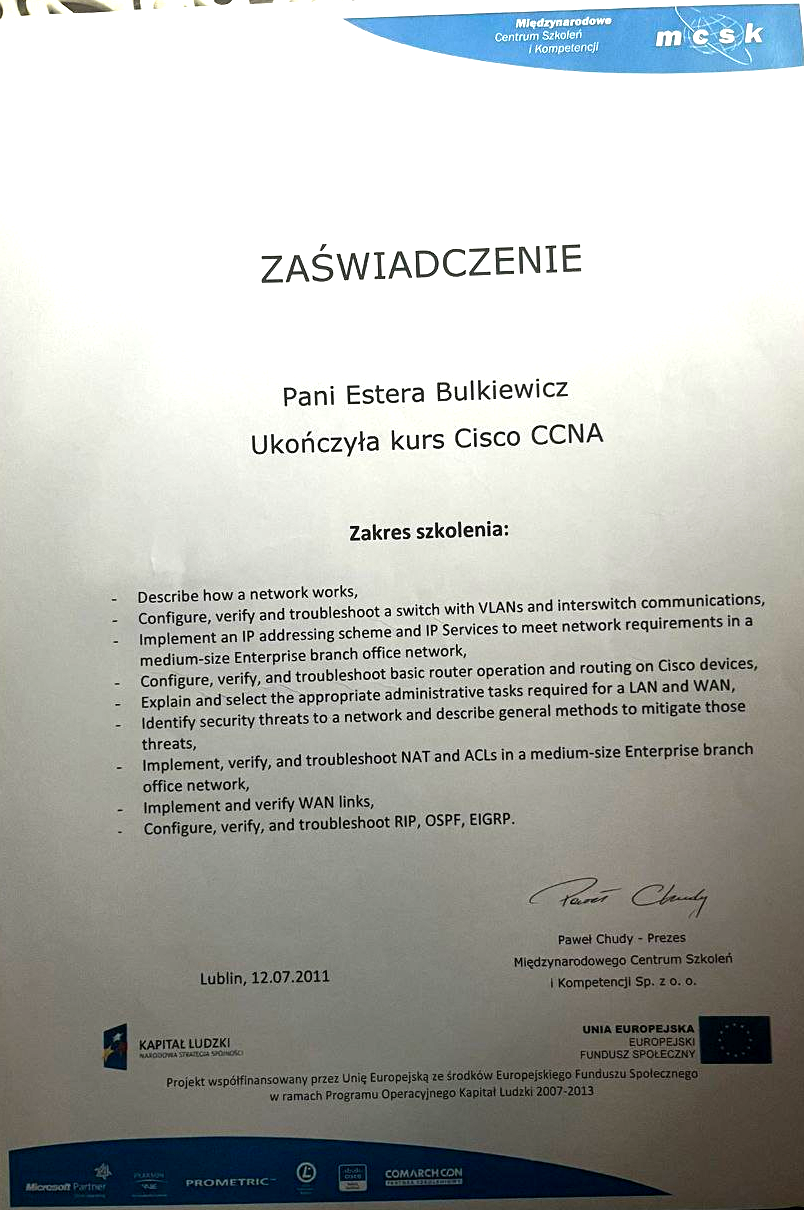 Międzynarodowe
Centrum Szkoleń
i Kompetencji
mcsk
ZAŚWIADCZENIE
Pani Estera Bulkiewicz
Ukończyła kurs Cisco CCNA
Zakres szkolenia:
- Describe how a network works,
- Configure, verify and troubleshoot a switch with VLANs and interswitch communications,
- Implement an IP addressing scheme and IP Services to meet network requirements in a
medium-size Enterprise branch office network,
- Configure, verify, and troubleshoot basic router operation and routing on Cisco devices,
- Explain and select the appropriate administrative tasks required for a LAN and WAN,
- Identify security threats to a network and describe general methods to mitigate those
threats,
- Implement, verify, and troubleshoot NAT and ACLs in a medium-size Enterprise branch
office network,
- Implement and verify WAN links,
- Configure, verify, and troubleshoot RIP, OSPF, EIGRP.
Paweł Chudy
Paweł Chudy - Prezes
Międzynarodowego Centrum Szkoleń
i Kompetencji Sp. z o. o.
Lublin, 12.07.2011
KAPITAŁ LUDZKI
NARODOWA STRATEGIA SPÓJNOŚCI
UNIA EUROPEJSKA
EUROPEJSKI
FUNDUSZ SPOŁECZNY
Projekt współfinansowany przez Unię Europejską ze środków Europejskiego Funduszu Społecznego
w ramach Programu Operacyjnego Kapitał Ludzki 2007-2013
Microsoft Partner
PEARSON
VUE
PROMETRIC
CISCO
COMARCH CON
PARTNER SZKOLENIOWY